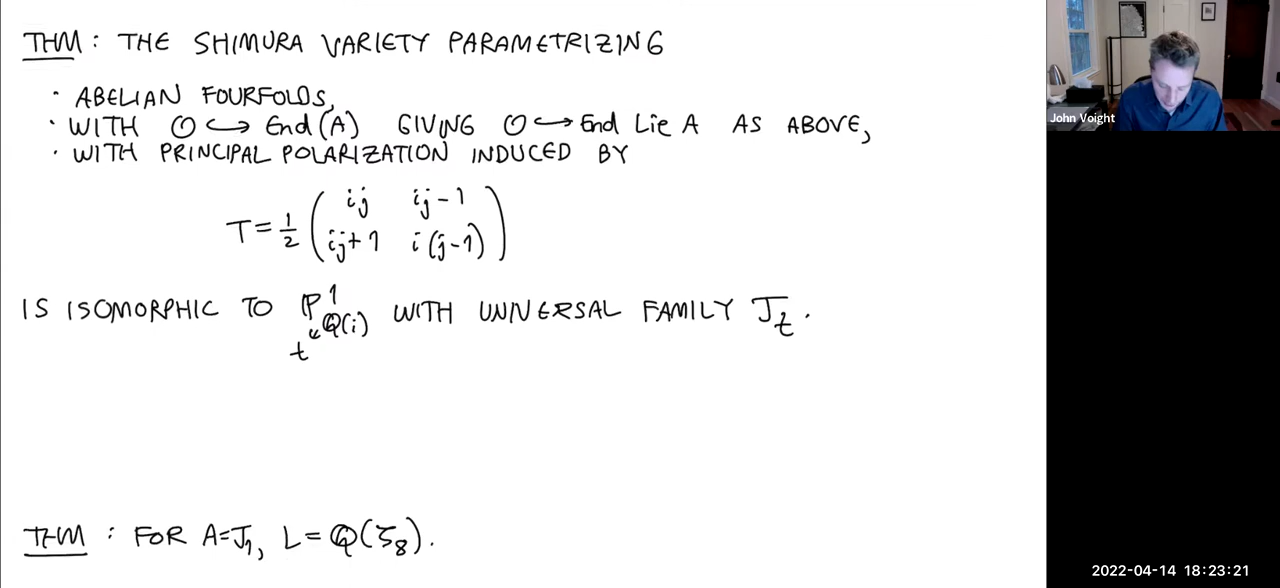 THM: THE SHIMURA VARIETY PARAMETRIZING
· ABELIAN FOURFOLDS,
· WITH O ↪ End(A) GIVING O ↪ End Lie A AS ABOVE,
· WITH PRINCIPAL POLARIZATION INDUCED BY
T = 1/2 ( ij ij-1 ; ij+1 i(j-1) )
IS ISOMORPHIC TO ℙ¹_ℚ(i) WITH UNIVERSAL FAMILY J_t.
t
THM: FOR A=J_1, L=ℚ(ζ_8).
John Voight
2022-04-14 18:23:21